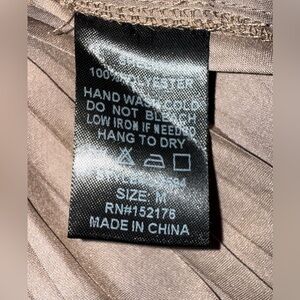 100% POLYESTER
HAND WASH COLD
DO NOT BLEACH
LOW IRON IF NEEDED
HANG TO DRY
SIZE: M
RN#152176
MADE IN CHINA